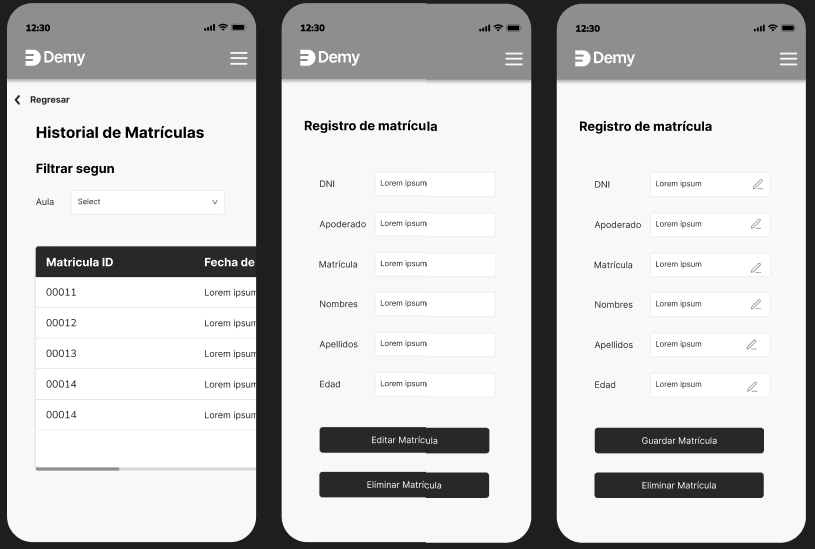 12:30
Demy
Regresar
Historial de Matrículas
Filtrar segun
Aula
Select
Matricula ID
Fecha de
00011
Lorem ipsum
00012
Lorem ipsum
00013
Lorem ipsum
00014
Lorem ipsum
00014
Lorem ipsum
12:30
Demy
Registro de matrícula
DNI
Lorem ipsum
Apoderado
Lorem ipsum
Matrícula
Lorem ipsum
Nombres
Lorem ipsum
Apellidos
Lorem ipsum
Edad
Lorem ipsum
Editar Matrícula
Eliminar Matrícula
12:30
Demy
Registro de matrícula
DNI
Lorem ipsum
Apoderado
Lorem ipsum
Matrícula
Lorem ipsum
Nombres
Lorem ipsum
Apellidos
Lorem ipsum
Edad
Lorem ipsum
Guardar Matrícula
Eliminar Matrícula